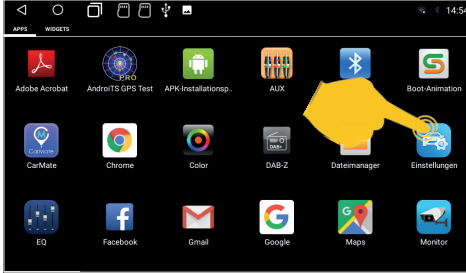 14:54
APPS WIDGETS
PRO
Adobe Acrobat AndroiTS GPS Test APK-Installationsp.. AUX Boot-Animation
CarMate
DAB+
CarMate Chrome Color DAB-Z Dateimanager Einstellungen
EQ Facebook Gmail Google Maps Monitor